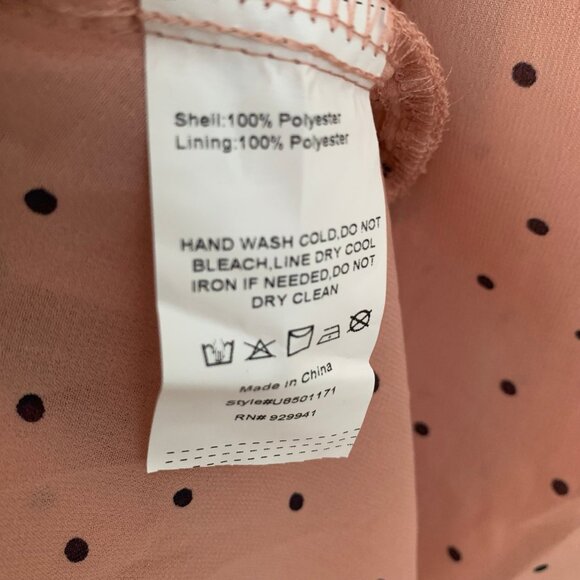 Shell:100% Polyester
Lining:100% Polyester
HAND WASH COLD,DO NOT
BLEACH,LINE DRY COOL
IRON IF NEEDED,DO NOT
DRY CLEAN
Made in China
Style#U8501171
RN# 929941